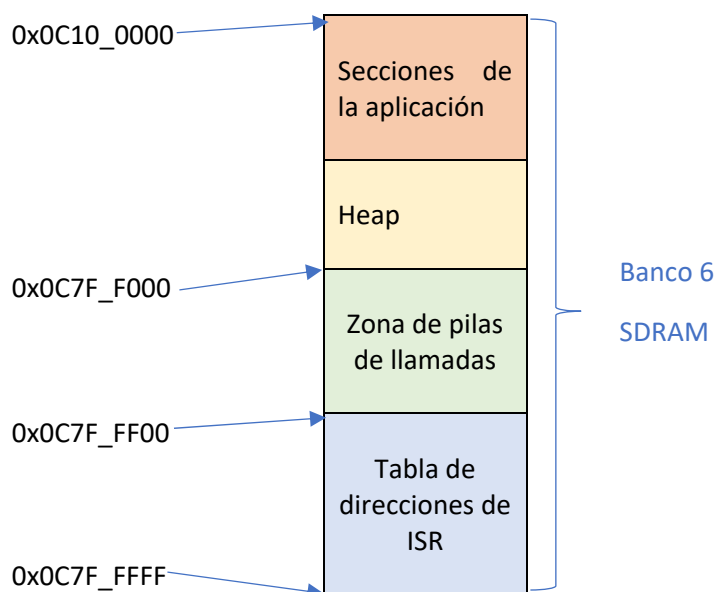 0x0C10_0000
Secciones de
la aplicación
Heap
0x0C7F_F000
Banco 6
SDRAM
Zona de pilas
de llamadas
0x0C7F_FF00
Tabla de
direcciones de
ISR
0x0C7F_FFFF